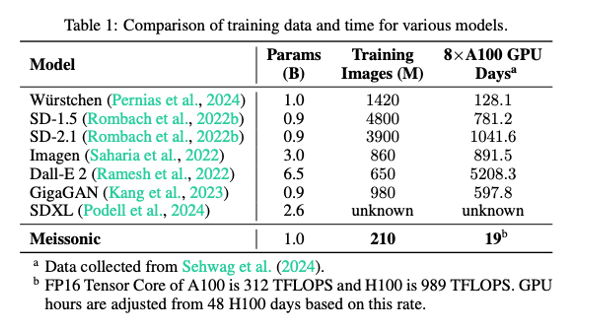 Table 1: Comparison of training data and time for various models.
Model Params (B) Training Images (M) 8×A100 GPU Daysᵃ
Würstchen (Pernias et al., 2024) 1.0 1420 128.1
SD-1.5 (Rombach et al., 2022b) 0.9 4800 781.2
SD-2.1 (Rombach et al., 2022b) 0.9 3900 1041.6
Imagen (Saharia et al., 2022) 3.0 860 891.5
Dall-E 2 (Ramesh et al., 2022) 6.5 650 5208.3
GigaGAN (Kang et al., 2023) 0.9 980 597.8
SDXL (Podell et al., 2024) 2.6 unknown unknown
Meissonic 1.0 210 19ᵇ
ᵃ Data collected from Sehwag et al. (2024).
ᵇ FP16 Tensor Core of A100 is 312 TFLOPS and H100 is 989 TFLOPS. GPU
hours are adjusted from 48 H100 days based on this rate.